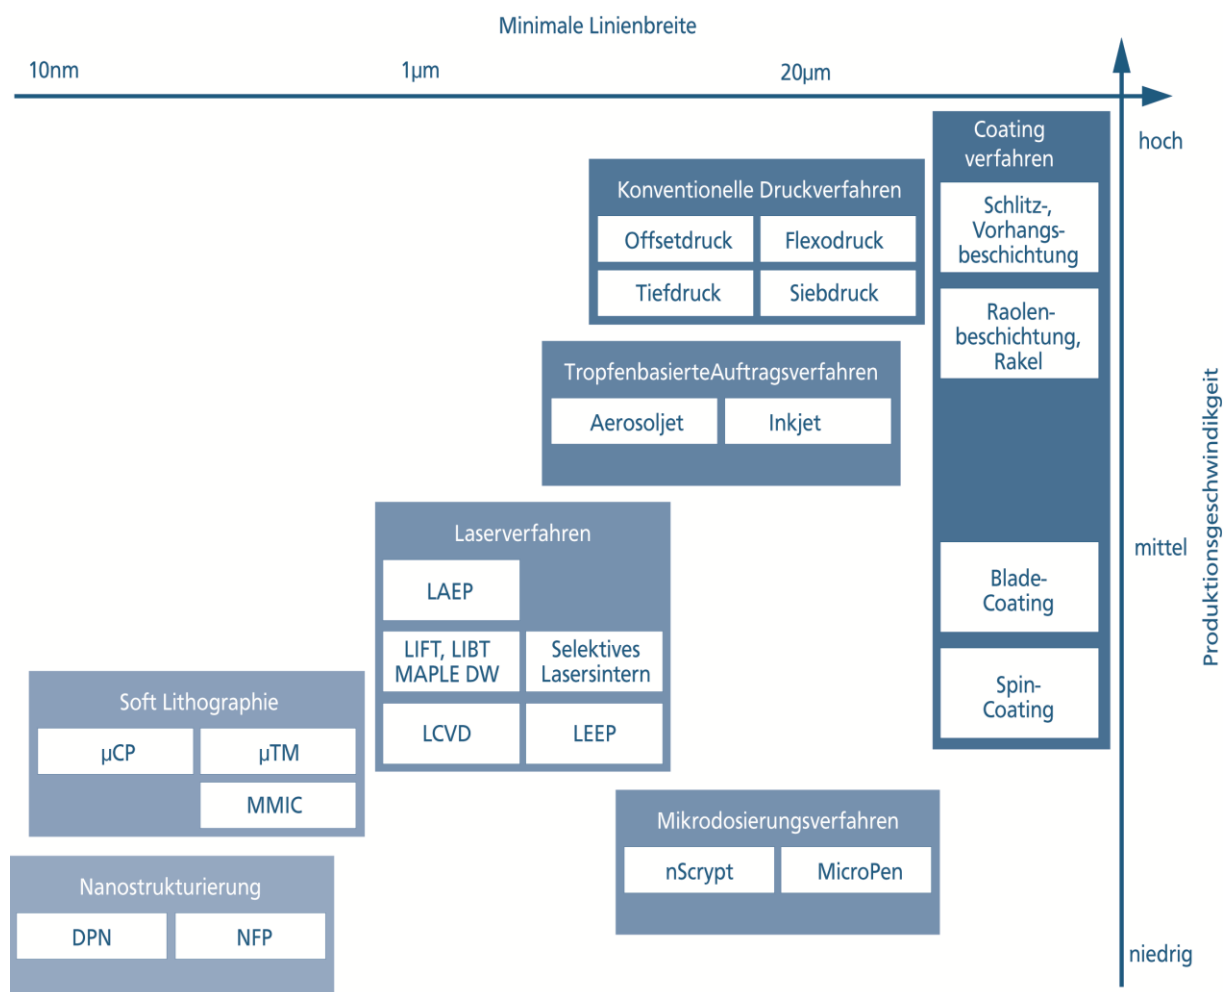 Minimale Linienbreite
10nm
1µm
20µm
hoch
mittel
niedrig
Produktionsgeschwindikgeit
Coating
verfahren
Schlitz-,
Vorhangs-
beschichtung
Raolen-
beschichtung,
Rakel
Blade-
Coating
Spin-
Coating
Konventionelle Druckverfahren
Offsetdruck
Flexodruck
Tiefdruck
Siebdruck
TropfenbasierteAuftragsverfahren
Aerosoljet
Inkjet
Laserverfahren
LAEP
LIFT, LIBT
MAPLE DW
Selektives
Lasersintern
LCVD
LEEP
Soft Lithographie
µCP
µTM
MMIC
Mikrodosierungsverfahren
nScrypt
MicroPen
Nanostrukturierung
DPN
NFP